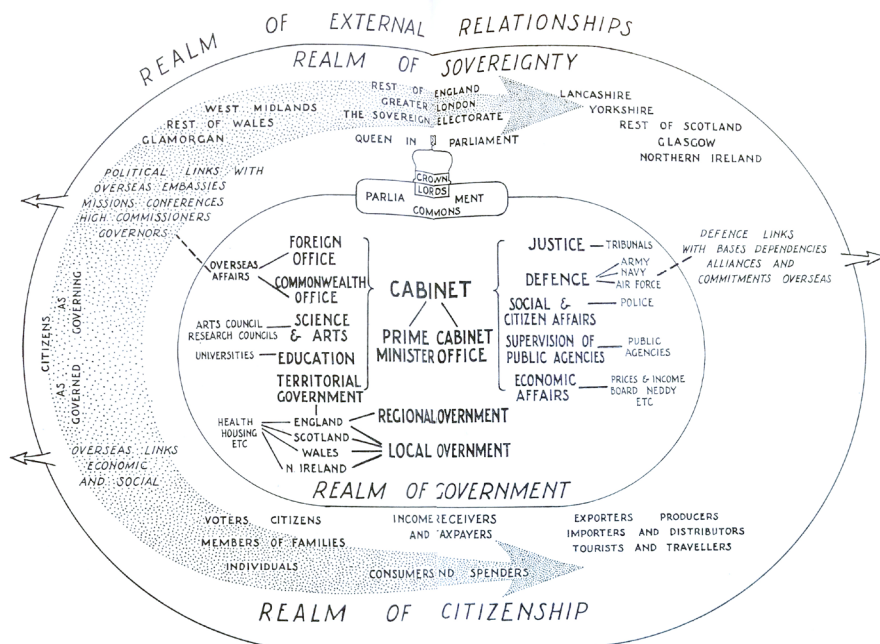 REALM OF EXTERNAL RELATIONSHIPS
REALM OF SOVEREIGNTY
REST OF ENGLAND
GREATER LONDON
THE SOVEREIGN ELECTORATE
WEST MIDLANDS
REST OF WALES
GLAMORGAN
LANCASHIRE
YORKSHIRE
REST OF SCOTLAND
GLASGOW
NORTHERN IRELAND
QUEEN IN PARLIAMENT
CROWN
LORDS
PARLIA MENT
COMMONS
POLITICAL LINKS WITH
OVERSEAS EMBASSIES
MISSIONS CONFERENCES
HIGH COMMISSIONERS
GOVERNORS
DEFENCE LINKS
WITH BASES DEPENDENCIES
ALLIANCES AND
COMMITMENTS OVERSEAS
CITIZENS AS GOVERNING
AS GOVERNED
OVERSEAS
AFFAIRS
FOREIGN
OFFICE
COMMONWEALTH
OFFICE
ARTS COUNCIL
RESEARCH COUNCILS
SCIENCE
& ARTS
UNIVERSITIES
EDUCATION
TERRITORIAL
GOVERNMENT
CABINET
PRIME
MINISTER
CABINET
OFFICE
JUSTICE
TRIBUNALS
DEFENCE
ARMY
NAVY
AIR FORCE
SOCIAL &
CITIZEN AFFAIRS
POLICE
SUPERVISION OF
PUBLIC AGENCIES
PUBLIC
AGENCIES
ECONOMIC
AFFAIRS
PRICES & INCOME
BOARD NEDDY
ETC
HEALTH
HOUSING
ETC
ENGLAND
SCOTLAND
WALES
N. IRELAND
REGIONAL OVERNMENT
LOCAL OVERNMENT
REALM OF GOVERNMENT
OVERSEAS LINKS
ECONOMIC
AND SOCIAL
VOTERS, CITIZENS
MEMBERS OF FAMILIES
INDIVIDUALS
INCOME RECEIVERS
AND TAXPAYERS
CONSUMERS ND SPENDERS
EXPORTERS PRODUCERS
IMPORTERS AND DISTRIBUTORS
TOURISTS AND TRAVELLERS
REALM OF CITIZENSHIP